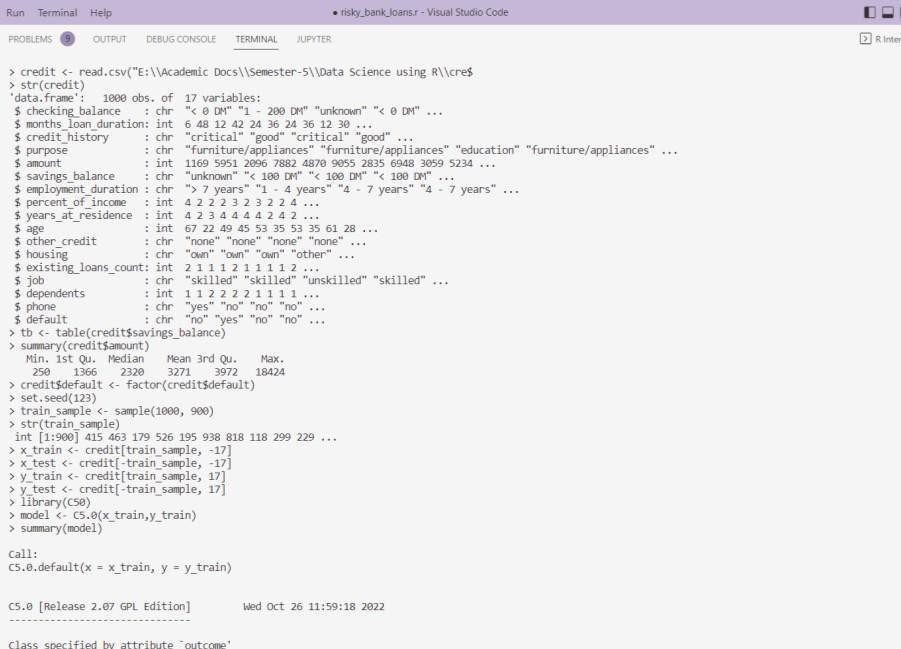 Run Terminal Help
● risky_bank_loans.r - Visual Studio Code
PROBLEMS 9 OUTPUT DEBUG CONSOLE TERMINAL JUPYTER
R Inter
> credit <- read.csv("E:\\Academic Docs\\Semester-5\\Data Science using R\\cre$
> str(credit)
'data.frame':   1000 obs. of  17 variables:
 $ checking_balance    : chr  "< 0 DM" "1 - 200 DM" "unknown" "< 0 DM" ...
 $ months_loan_duration: int  6 48 12 42 24 36 24 36 12 30 ...
 $ credit_history      : chr  "critical" "good" "critical" "good" ...
 $ purpose             : chr  "furniture/appliances" "furniture/appliances" "education" "furniture/appliances" ...
 $ amount              : int  1169 5951 2096 7882 4870 9055 2835 6948 3059 5234 ...
 $ savings_balance     : chr  "unknown" "< 100 DM" "< 100 DM" "< 100 DM" ...
 $ employment_duration : chr  "> 7 years" "1 - 4 years" "4 - 7 years" "4 - 7 years" ...
 $ percent_of_income   : int  4 2 2 2 3 2 3 2 2 4 ...
 $ years_at_residence  : int  4 2 3 4 4 4 4 2 4 2 ...
 $ age                 : int  67 22 49 45 53 35 53 35 61 28 ...
 $ other_credit        : chr  "none" "none" "none" "none" ...
 $ housing             : chr  "own" "own" "own" "other" ...
 $ existing_loans_count: int  2 1 1 1 2 1 1 1 1 2 ...
 $ job                 : chr  "skilled" "skilled" "unskilled" "skilled" ...
 $ dependents          : int  1 1 2 2 2 2 1 1 1 1 ...
 $ phone               : chr  "yes" "no" "no" "no" ...
 $ default             : chr  "no" "yes" "no" "no" ...
> tb <- table(credit$savings_balance)
> summary(credit$amount)
   Min. 1st Qu.  Median    Mean 3rd Qu.    Max.
    250    1366    2320    3271    3972   18424
> credit$default <- factor(credit$default)
> set.seed(123)
> train_sample <- sample(1000, 900)
> str(train_sample)
 int [1:900] 415 463 179 526 195 938 818 118 299 229 ...
> x_train <- credit[train_sample, -17]
> x_test <- credit[-train_sample, -17]
> y_train <- credit[train_sample, 17]
> y_test <- credit[-train_sample, 17]
> library(C50)
> model <- C5.0(x_train,y_train)
> summary(model)
Call:
C5.0.default(x = x_train, y = y_train)
C5.0 [Release 2.07 GPL Edition]         Wed Oct 26 11:59:18 2022
-------------------------------
Class specified by attribute `outcome'